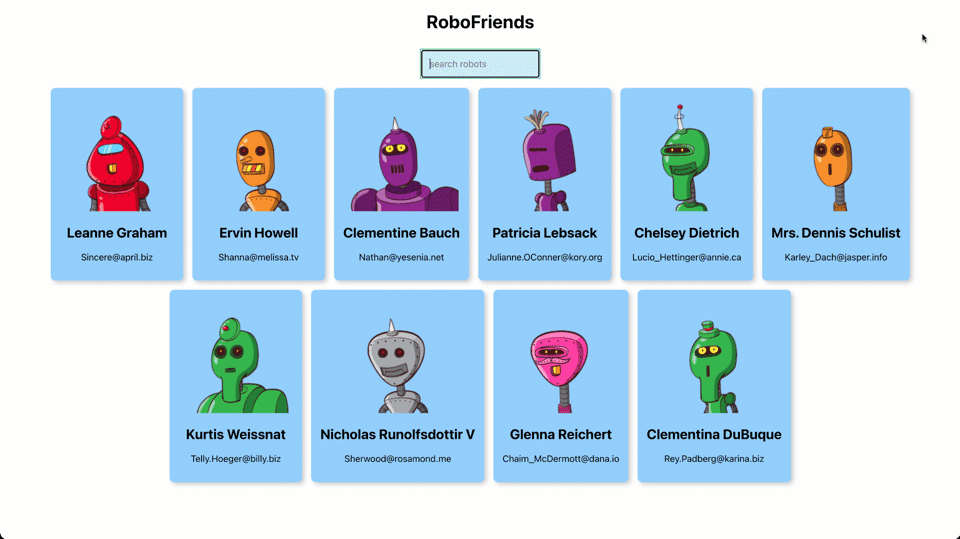 RoboFriends
search robots
Leanne Graham
Sincere@april.biz
Ervin Howell
Shanna@melissa.tv
Clementine Bauch
Nathan@yesenia.net
Patricia Lebsack
Julianne.OConner@kory.org
Chelsey Dietrich
Lucio_Hettinger@annie.ca
Mrs. Dennis Schulist
Karley_Dach@jasper.info
Kurtis Weissnat
Telly.Hoeger@billy.biz
Nicholas Runolfsdottir V
Sherwood@rosamond.me
Glenna Reichert
Chaim_McDermott@dana.io
Clementina DuBuque
Rey.Padberg@karina.biz